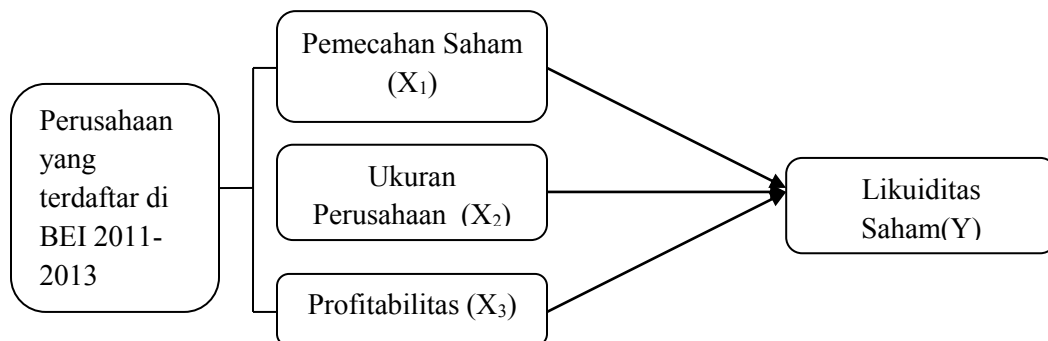 Perusahaan
yang
terdaftar di
BEI 2011-
2013
Pemecahan Saham
(X₁)
Ukuran
Perusahaan (X₂)
Profitabilitas (X₃)
Likuiditas
Saham(Y)